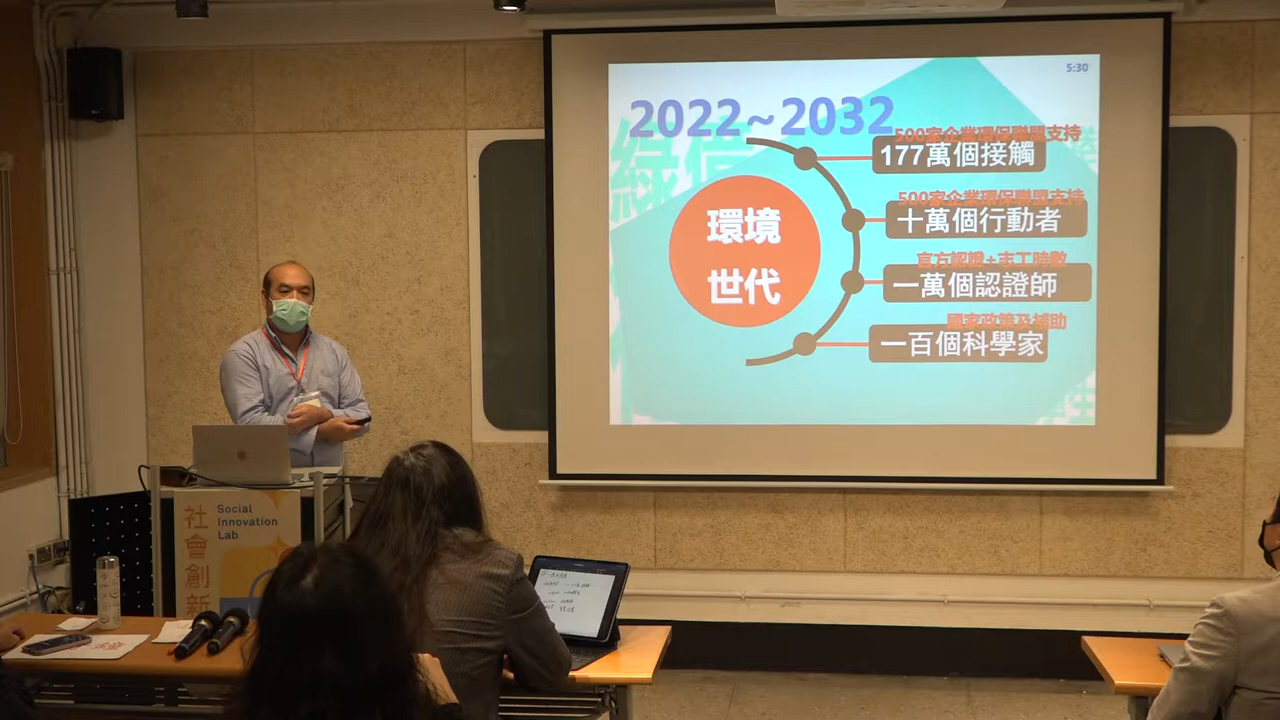 5:30
2022~2032
500家企業環保聯盟支持
177萬個接觸
500家企業環保聯盟支持
十萬個行動者
官方認證+志工時數
一萬個認證師
國家政策及補助
一百個科學家
環境
世代
Social
Innovation
Lab
社會創新